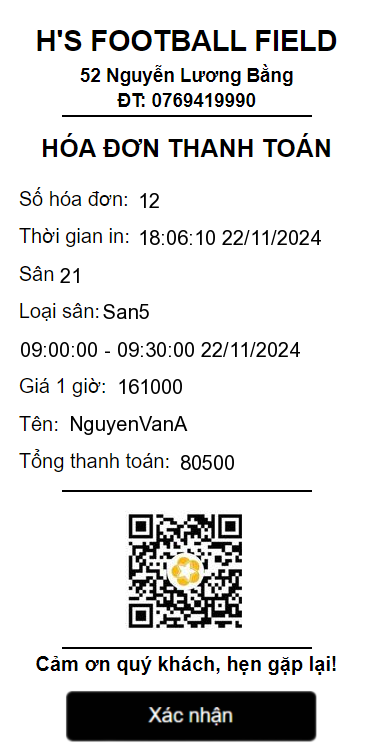 H'S FOOTBALL FIELD
52 Nguyễn Lương Bằng
ĐT: 0769419990
HÓA ĐƠN THANH TOÁN
Số hóa đơn: 12
Thời gian in: 18:06:10 22/11/2024
Sân 21
Loại sân: San5
09:00:00 - 09:30:00 22/11/2024
Giá 1 giờ: 161000
Tên: NguyenVanA
Tổng thanh toán: 80500
Cảm ơn quý khách, hẹn gặp lại!
Xác nhận